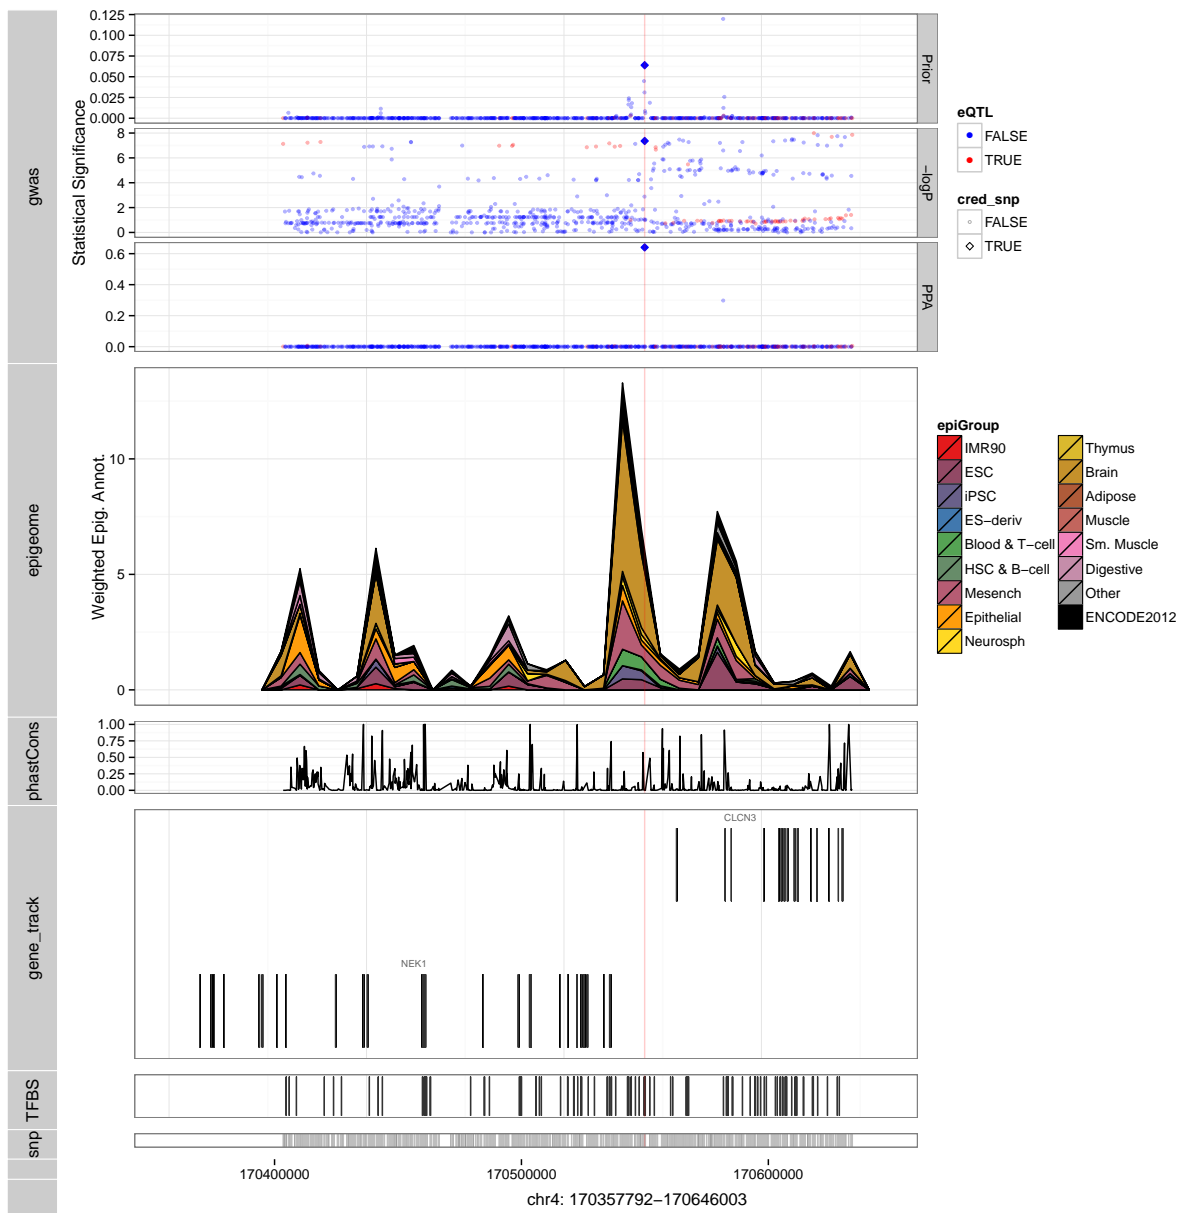 gwas
Statistical Significance
0.125
0.100
0.075
0.050
0.025
0.000
Prior
8
6
4
2
0
−logP
0.6
0.4
0.2
0.0
PPA
eQTL
FALSE
TRUE
cred_snp
FALSE
TRUE
epigeome
Weighted Epig. Annot.
10
5
0
epiGroup
IMR90
ESC
iPSC
ES−deriv
Blood & T−cell
HSC & B−cell
Mesench
Epithelial
Neurosph
Thymus
Brain
Adipose
Muscle
Sm. Muscle
Digestive
Other
ENCODE2012
phastCons
1.00
0.75
0.50
0.25
0.00
gene_track
CLCN3
NEK1
TFBS
snp
170400000 170500000 170600000
chr4: 170357792−170646003